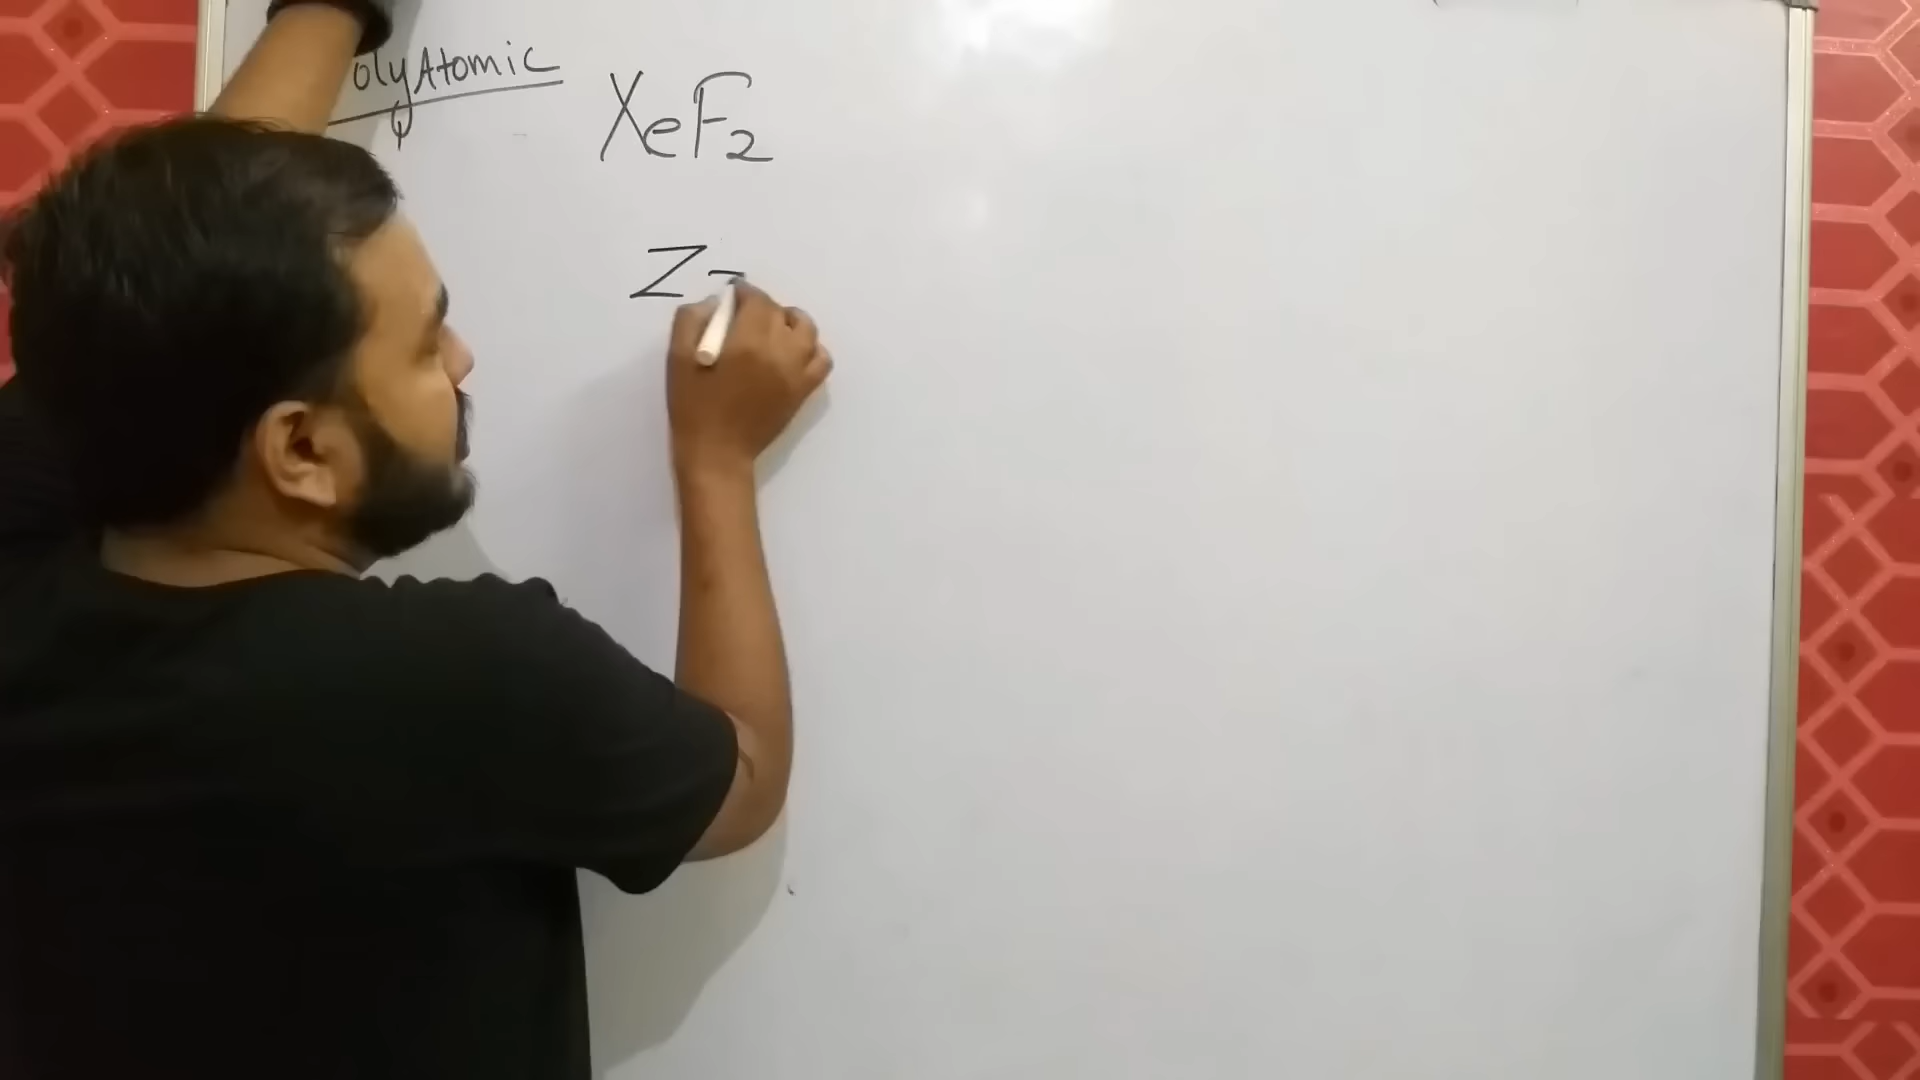 olyAtomic
XeF₂
Z =